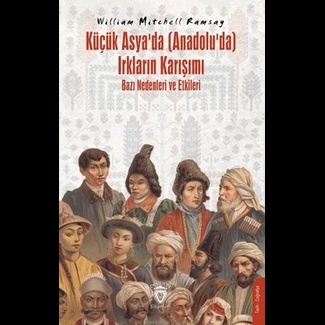 William Mitchell Ramsay
Küçük Asya'da (Anadolu'da)
Irkların Karışımı
Bazı Nedenleri ve Etkileri